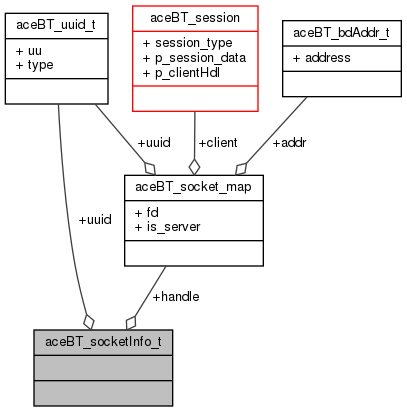 aceBT_uuid_t
+ uu
+ type
aceBT_session
+ session_type
+ p_session_data
+ p_clientHdl
aceBT_bdAddr_t
+ address
+uuid
+client
+addr
aceBT_socket_map
+ fd
+ is_server
+uuid
+handle
aceBT_socketInfo_t